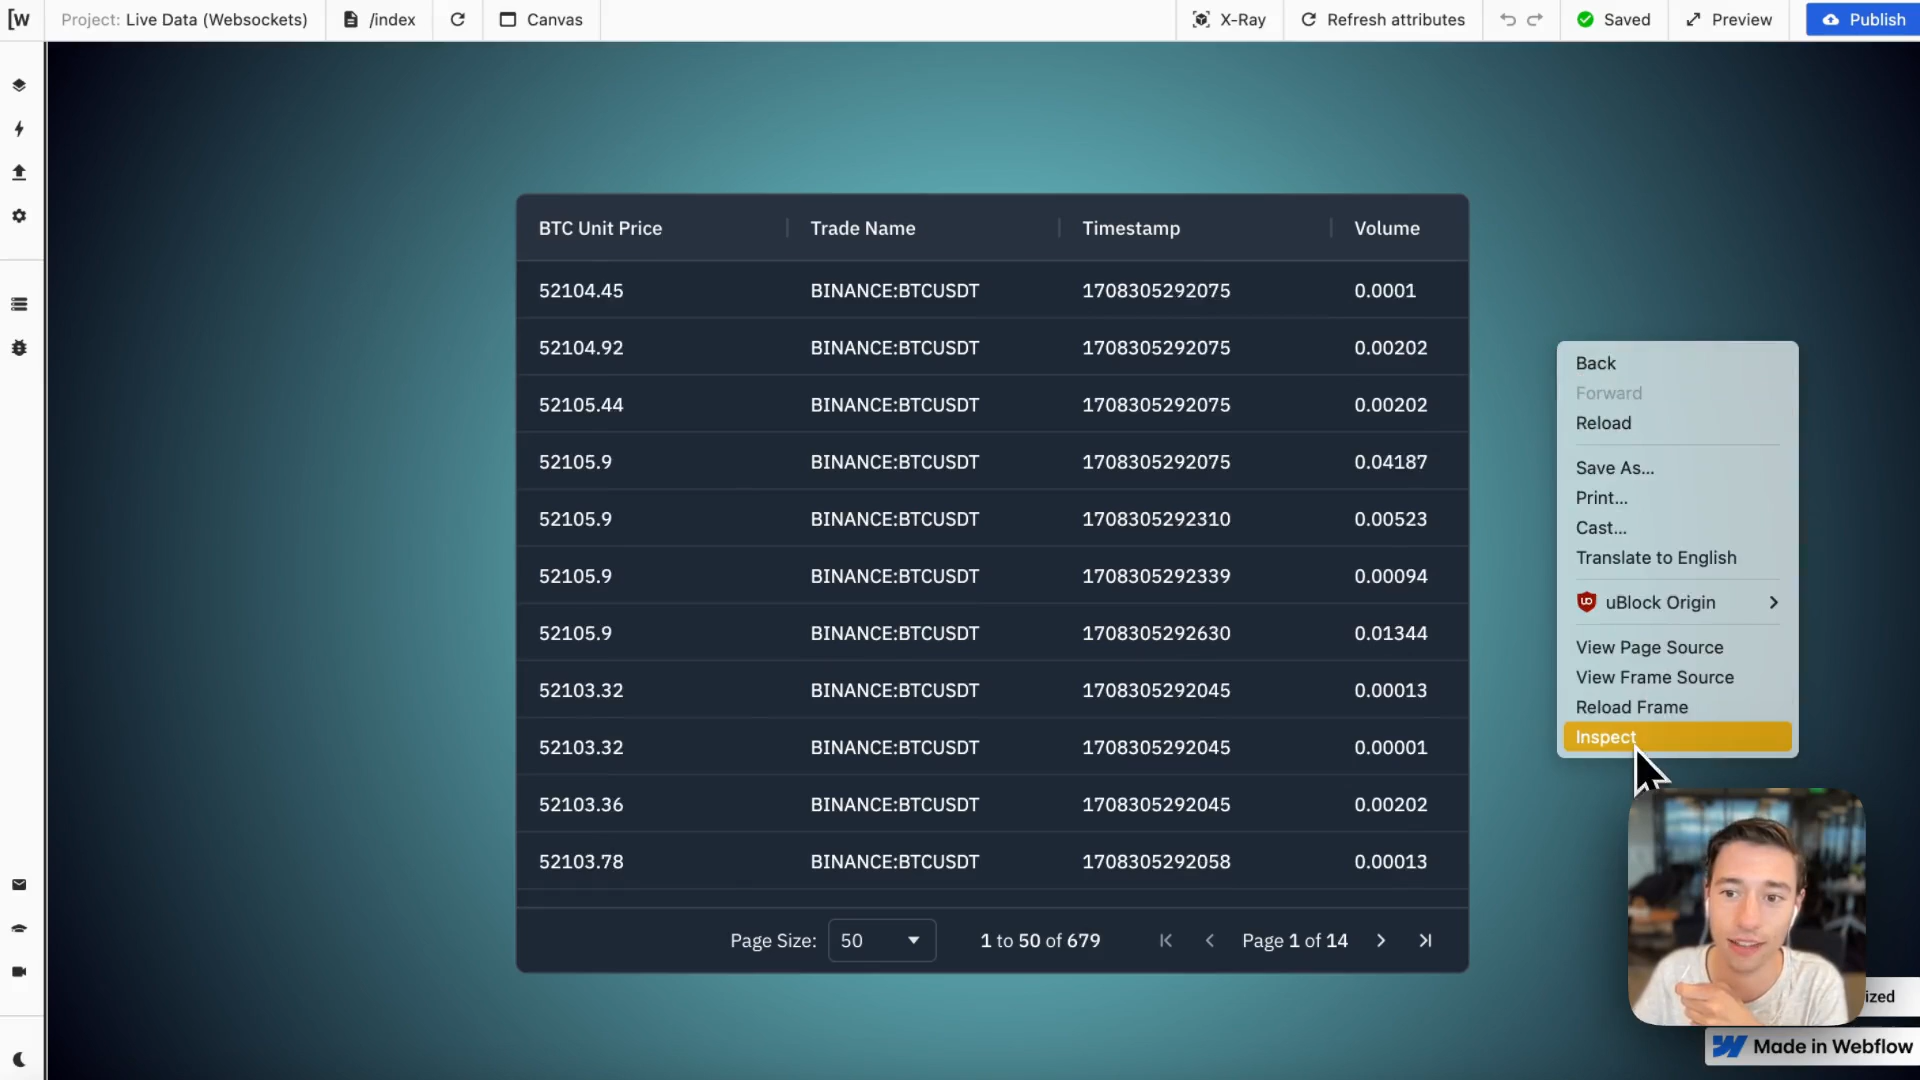 [w Project: Live Data (Websockets) /index Canvas X-Ray Refresh attributes Saved Preview Publish
BTC Unit Price Trade Name Timestamp Volume
52104.45 BINANCE:BTCUSDT 1708305292075 0.0001
52104.92 BINANCE:BTCUSDT 1708305292075 0.00202
52105.44 BINANCE:BTCUSDT 1708305292075 0.00202
52105.9 BINANCE:BTCUSDT 1708305292075 0.04187
52105.9 BINANCE:BTCUSDT 1708305292310 0.00523
52105.9 BINANCE:BTCUSDT 1708305292339 0.00094
52105.9 BINANCE:BTCUSDT 1708305292630 0.01344
52103.32 BINANCE:BTCUSDT 1708305292045 0.00013
52103.32 BINANCE:BTCUSDT 1708305292045 0.00001
52103.36 BINANCE:BTCUSDT 1708305292045 0.00202
52103.78 BINANCE:BTCUSDT 1708305292058 0.00013
Page Size: 50 1 to 50 of 679 Page 1 of 14
Back
Forward
Reload
Save As...
Print...
Cast...
Translate to English
uBlock Origin
View Page Source
View Frame Source
Reload Frame
Inspect
ized
Made in Webflow